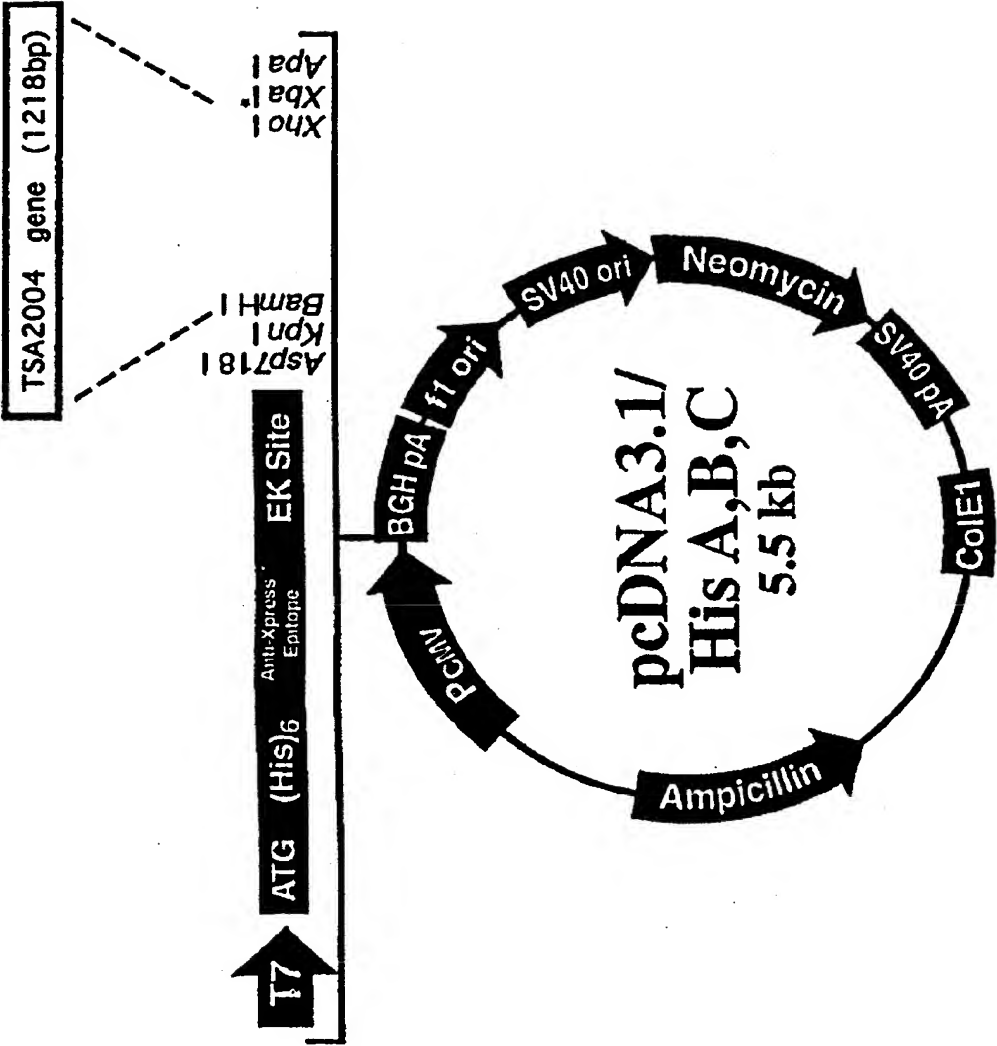 TSA2004 gene (1218bp)
T7
ATG (His)6
Anti-Xpress
Epitope
EK Site
Asp718 I
Kpn I
BamH I
Xho I
Xba I*
Apa I
PCMV
BGH pA
f1 ori
SV40 ori
Neomycin
SV40 pA
ColE1
Ampicillin
pcDNA3.1/
His A,B,C
5.5 kb